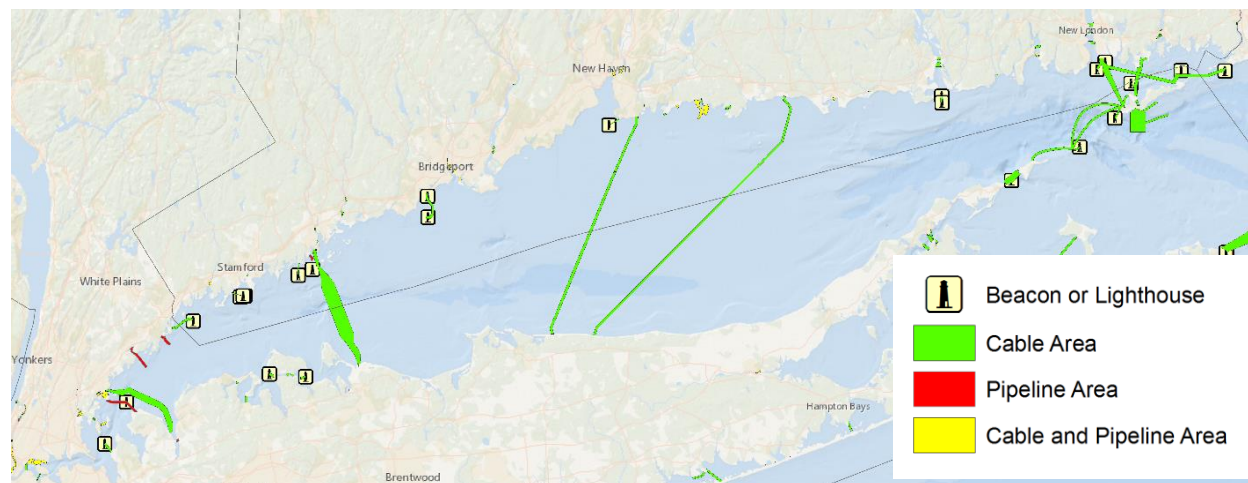 New London
New Haven
Bridgeport
Stamford
White Plains
Yonkers
Hampton Bays
Brentwood
Beacon or Lighthouse
Cable Area
Pipeline Area
Cable and Pipeline Area